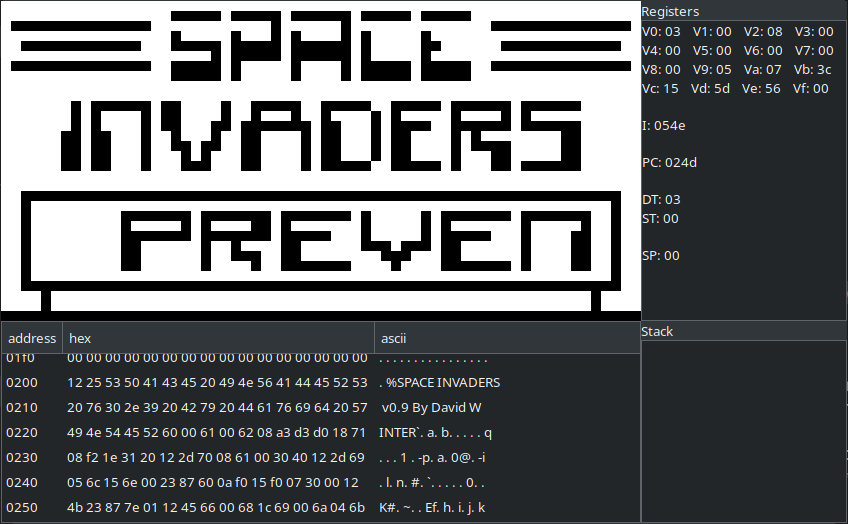 SPACE
INVADERS
PREVEN
Registers
V0: 03 V1: 00 V2: 08 V3: 00
V4: 00 V5: 00 V6: 00 V7: 00
V8: 00 V9: 05 Va: 07 Vb: 3c
Vc: 15 Vd: 5d Ve: 56 Vf: 00
I: 054e
PC: 024d
DT: 03
ST: 00
SP: 00
address hex ascii
01f0 00 00 00 00 00 00 00 00 00 00 00 00 00 00 00 00 . . . . . . . . . . . . . . . .
0200 12 25 53 50 41 43 45 20 49 4e 56 41 44 45 52 53 . %SPACE INVADERS
0210 20 76 30 2e 39 20 42 79 20 44 61 76 69 64 20 57 v0.9 By David W
0220 49 4e 54 45 52 60 00 61 00 62 08 a3 d3 d0 18 71 INTER`. a. b. . . . . q
0230 08 f2 1e 31 20 12 2d 70 08 61 00 30 40 12 2d 69 . . . 1 . -p. a. 0@. -i
0240 05 6c 15 6e 00 23 87 60 0a f0 15 f0 07 30 00 12 . l. n. #. `. . . . . 0. .
0250 4b 23 87 7e 01 12 45 66 00 68 1c 69 00 6a 04 6b K#. ~. . Ef. h. i. j. k
Stack